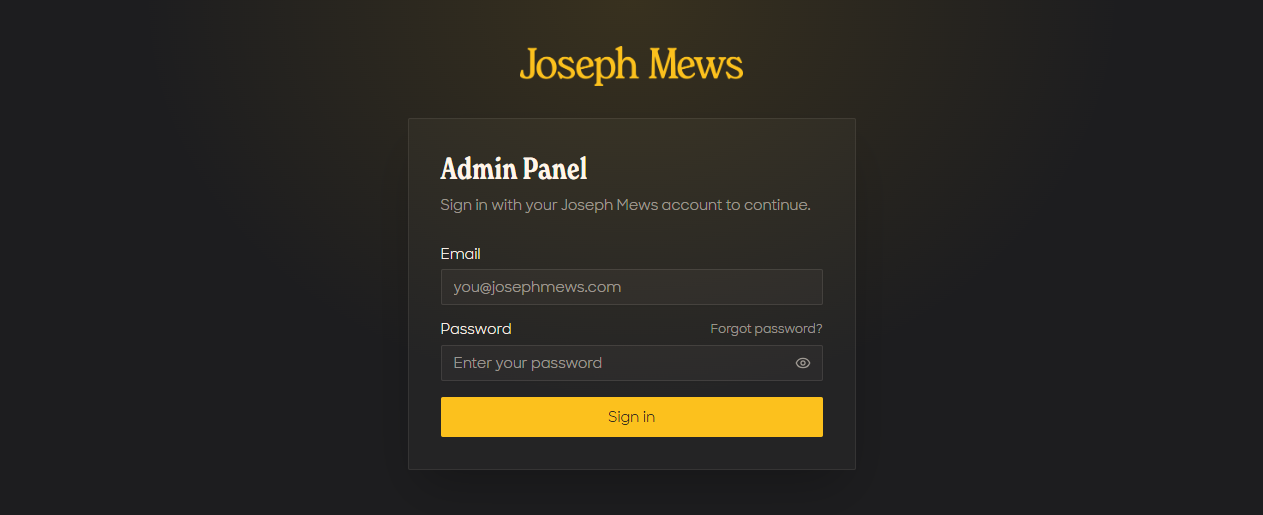 Joseph Mews
Admin Panel
Sign in with your Joseph Mews account to continue.
Email
you@josephmews.com
Password
Forgot password?
Enter your password
Sign in